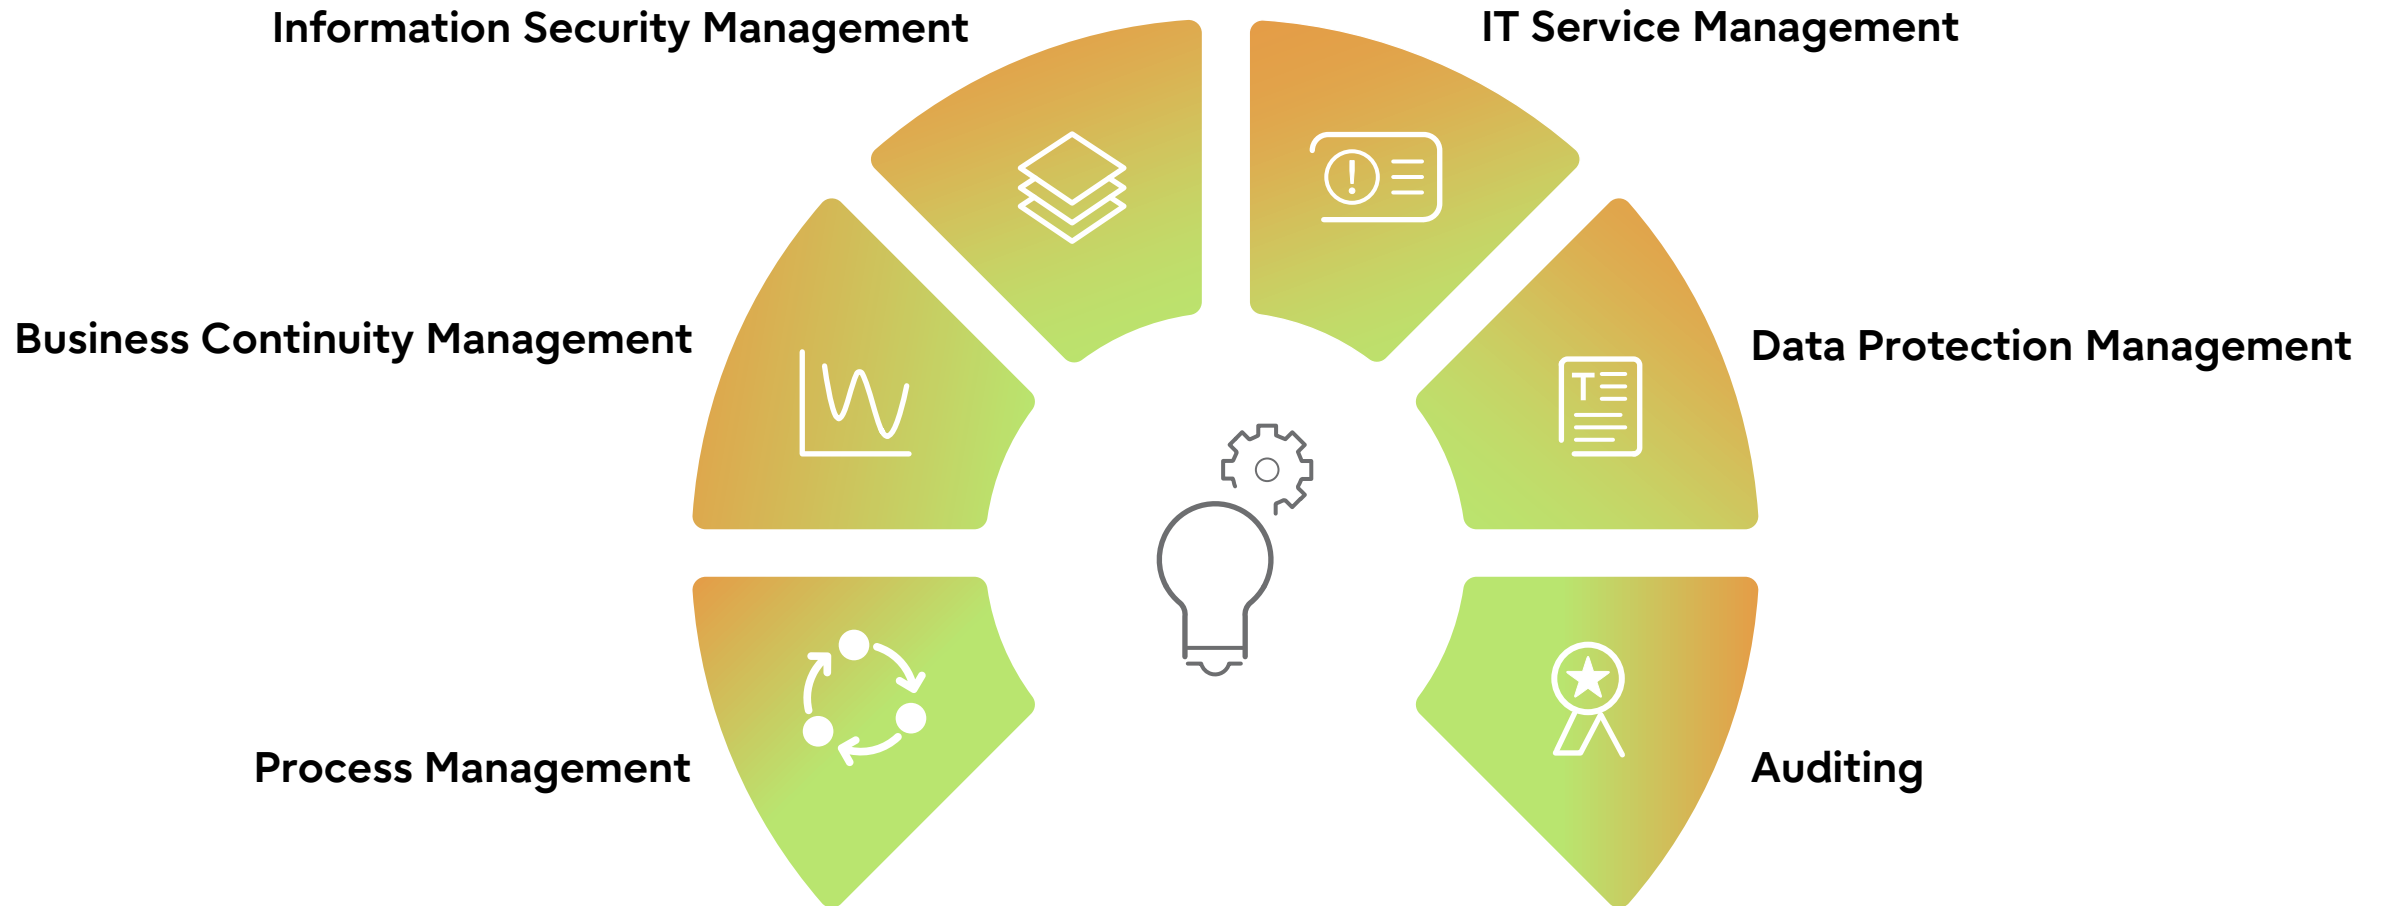 Information Security Management
IT Service Management
Business Continuity Management
Data Protection Management
Process Management
Auditing